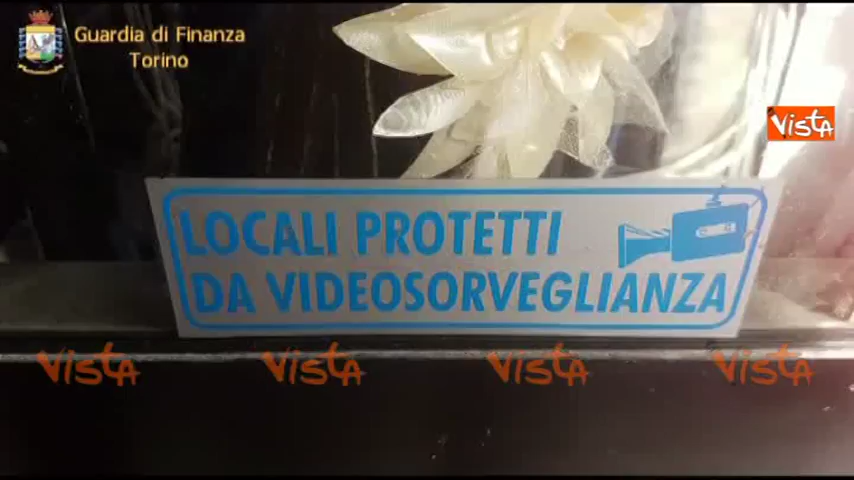 Guardia di Finanza
Torino
vista
LOCALI PROTETTI
DA VIDEOSORVEGLIANZA
vista vista vista vista